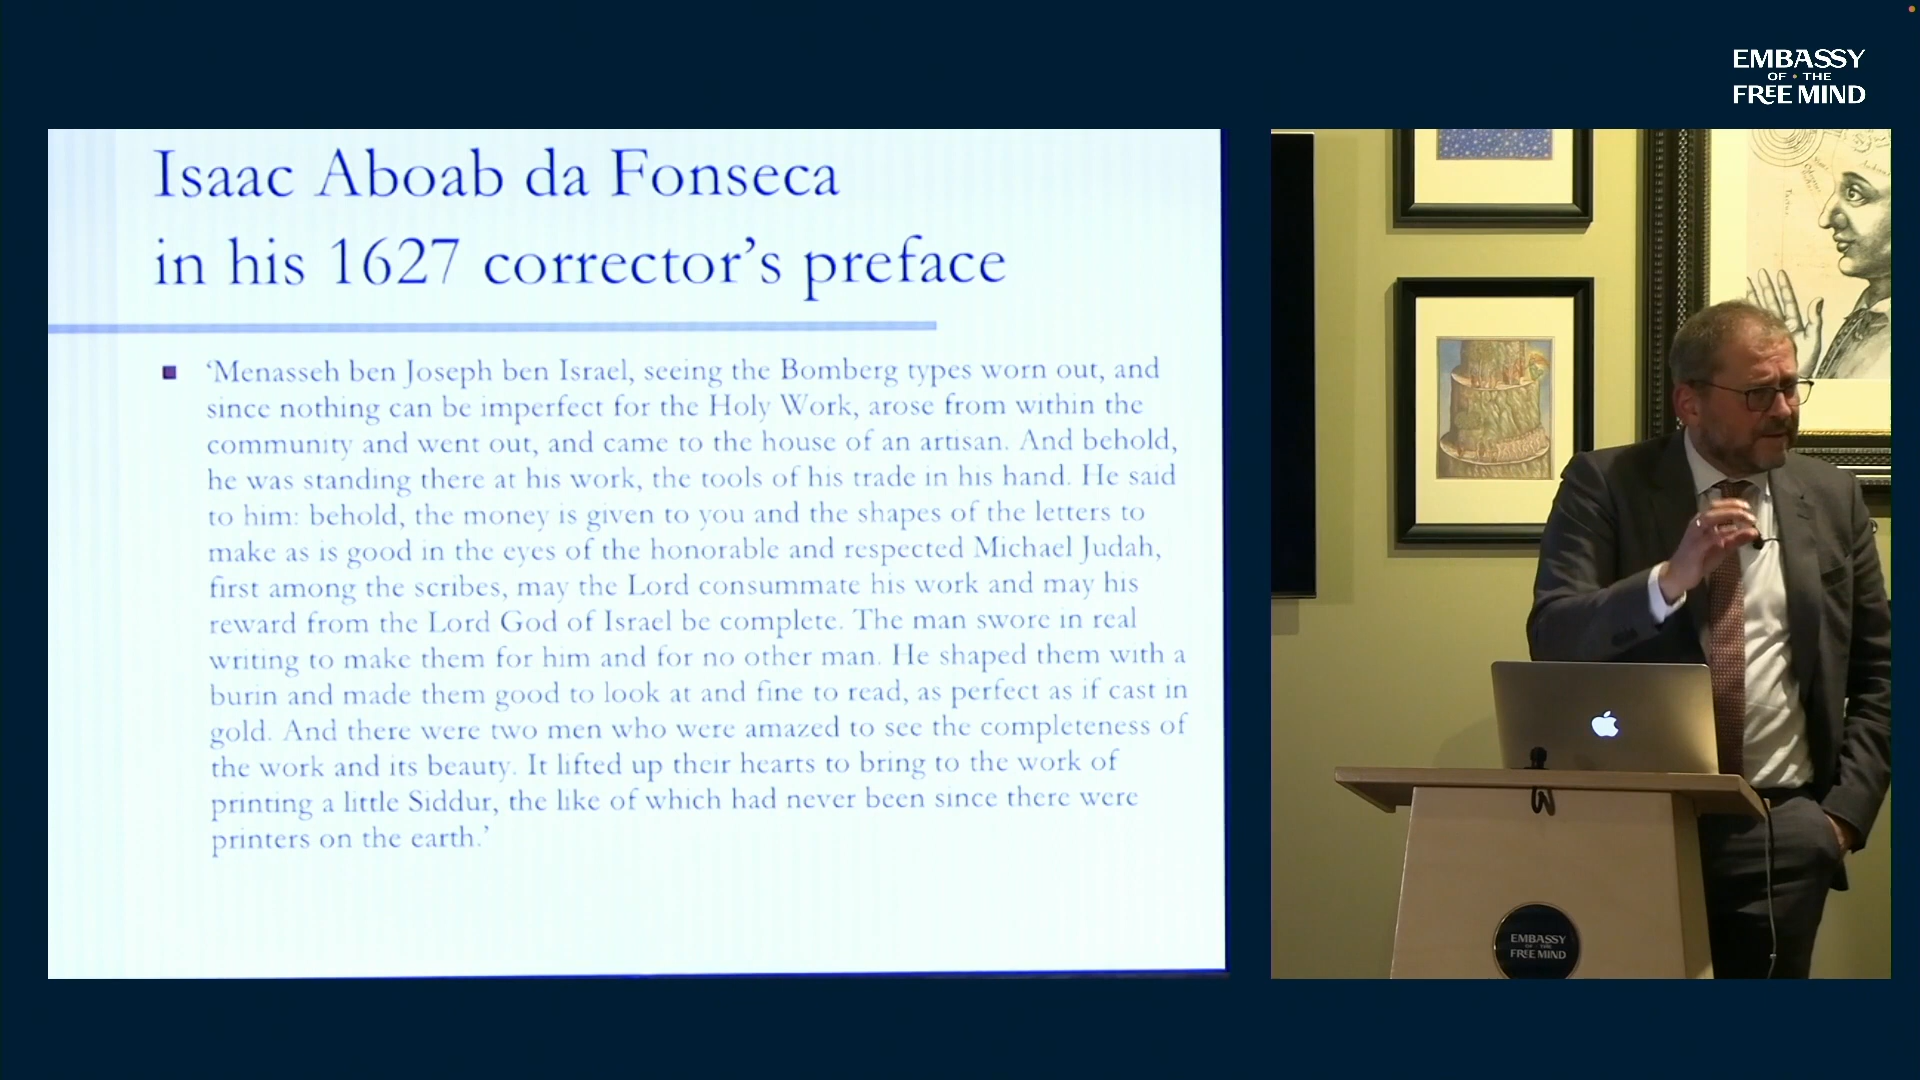 EMBASSY
OF • THE
FREE MIND
Isaac Aboab da Fonseca
in his 1627 corrector’s preface
‘Menasseh ben Joseph ben Israel, seeing the Bomberg types worn out, and
since nothing can be imperfect for the Holy Work, arose from within the
community and went out, and came to the house of an artisan. And behold,
he was standing there at his work, the tools of his trade in his hand. He said
to him: behold, the money is given to you and the shapes of the letters to
make as is good in the eyes of the honorable and respected Michael Judah,
first among the scribes, may the Lord consummate his work and may his
reward from the Lord God of Israel be complete. The man swore in real
writing to make them for him and for no other man. He shaped them with a
burin and made them good to look at and fine to read, as perfect as if cast in
gold. And there were two men who were amazed to see the completeness of
the work and its beauty. It lifted up their hearts to bring to the work of
printing a little Siddur, the like of which had never been since there were
printers on the earth.’
EMBASSY
OF • THE
FREE MIND